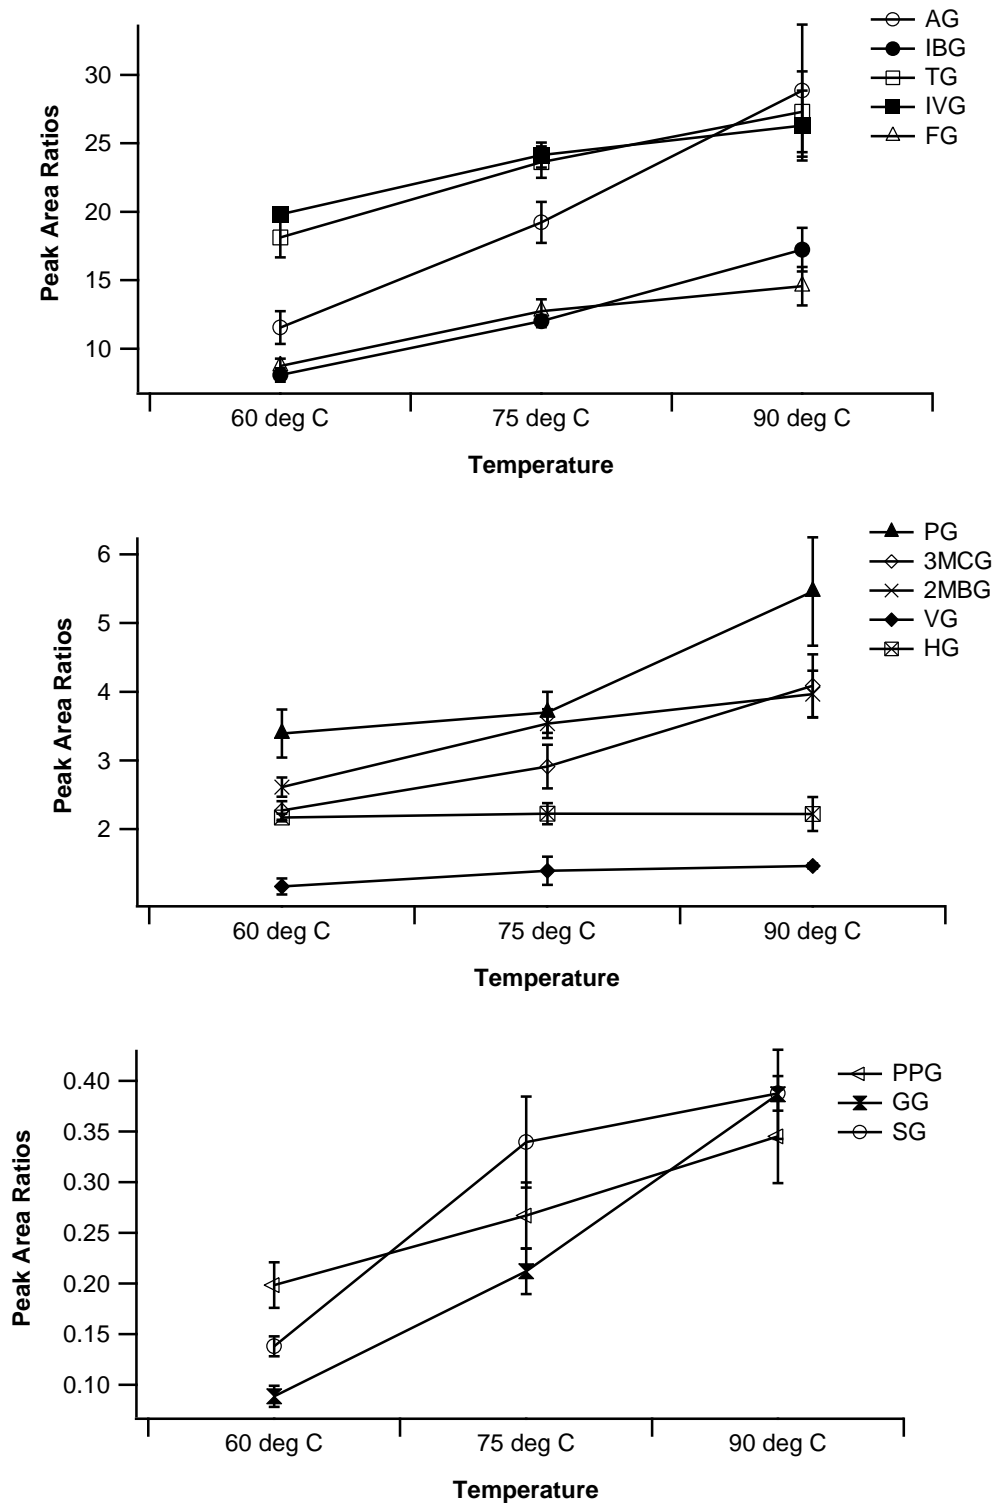 AG
IBG
TG
IVG
FG
30
25
20
15
10
Peak Area Ratios
60 deg C 75 deg C 90 deg C
Temperature
PG
3MCG
2MBG
VG
HG
6
5
4
3
2
Peak Area Ratios
60 deg C 75 deg C 90 deg C
Temperature
PPG
GG
SG
0.40
0.35
0.30
0.25
0.20
0.15
0.10
Peak Area Ratios
60 deg C 75 deg C 90 deg C
Temperature